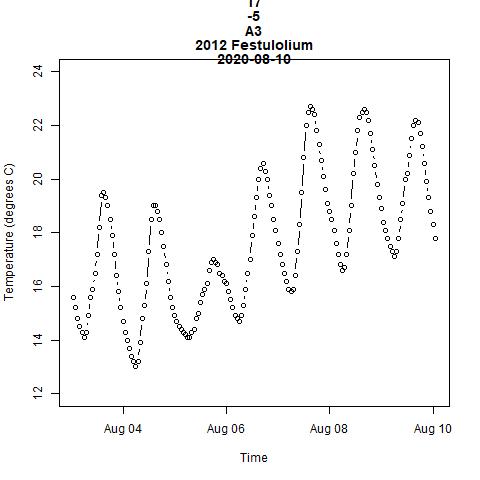 17
-5
A3
2012 Festulolium
2020-08-10
Temperature (degrees C)
24
22
20
18
16
14
12
Aug 04
Aug 06
Aug 08
Aug 10
Time